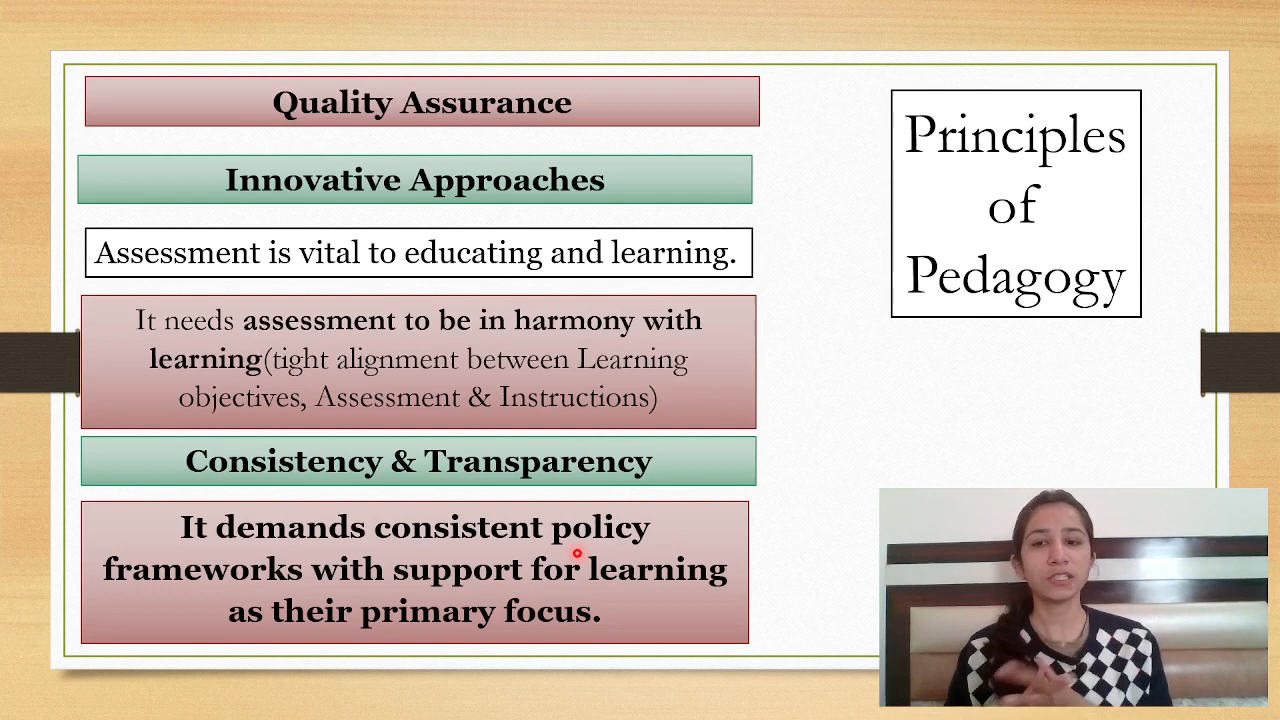 Quality Assurance
Innovative Approaches
Assessment is vital to educating and learning.
It needs assessment to be in harmony with
learning(tight alignment between Learning
objectives, Assessment & Instructions)
Consistency & Transparency
It demands consistent policy
frameworks with support for learning
as their primary focus.
Principles
of
Pedagogy